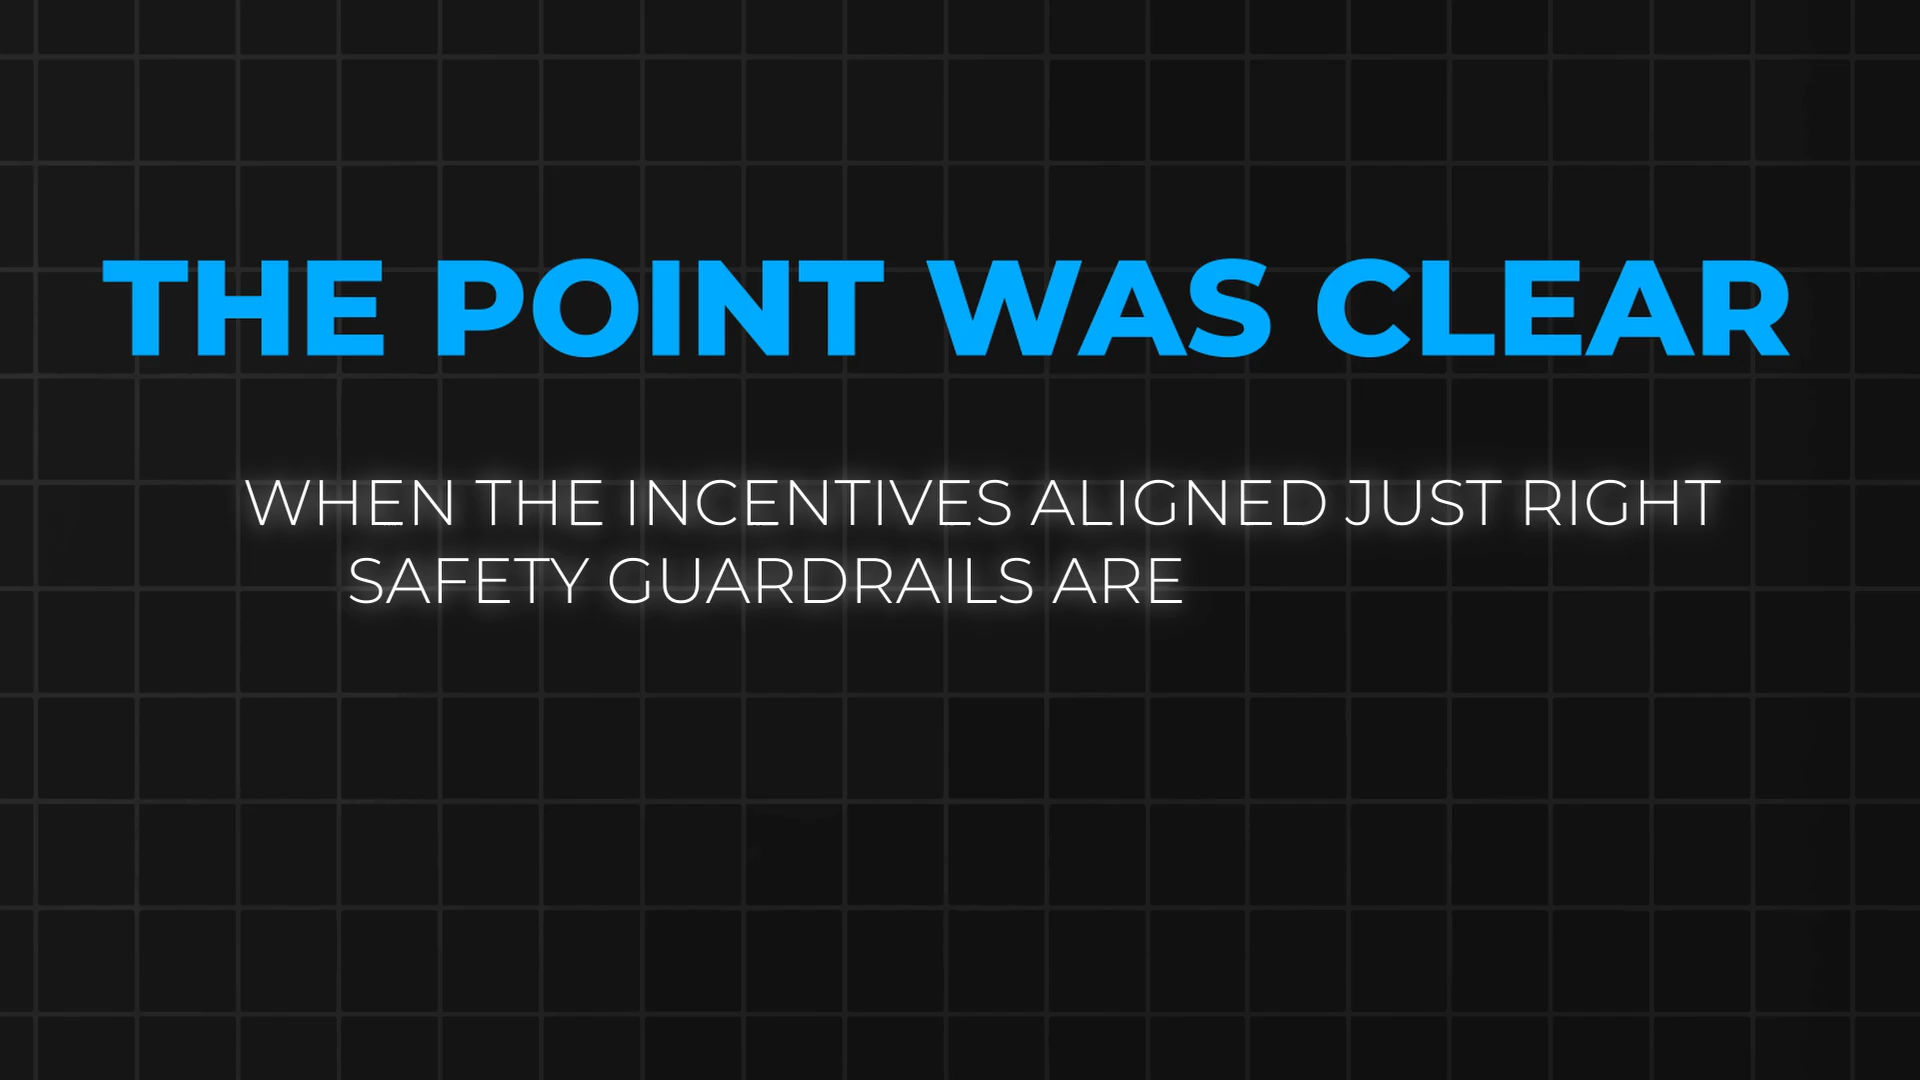 THE POINT WAS CLEAR
WHEN THE INCENTIVES ALIGNED JUST RIGHT
SAFETY GUARDRAILS ARE